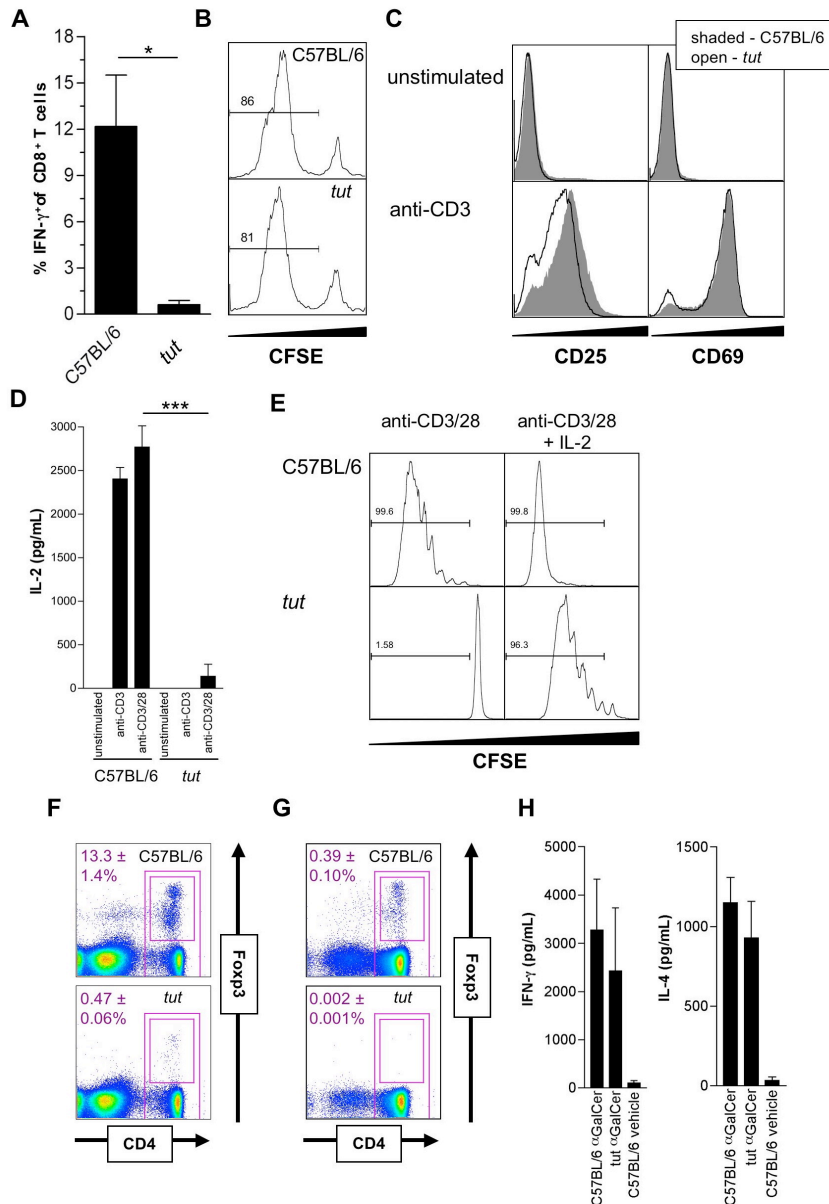 A
% IFN-γ⁺of CD8⁺ T cells
18
15
12
9
6
3
0
*
C57BL/6
tut
B
C57BL/6
86
tut
81
CFSE
C
shaded - C57BL/6
open - tut
unstimulated
anti-CD3
CD25
CD69
D
IL-2 (pg/mL)
3000
2500
2000
1500
1000
500
0
***
unstimulated
anti-CD3
anti-CD3/28
unstimulated
anti-CD3
anti-CD3/28
C57BL/6
tut
E
anti-CD3/28
anti-CD3/28
+ IL-2
C57BL/6
99.6
99.8
tut
1.58
96.3
CFSE
F
13.3 ±
1.4%
C57BL/6
0.47 ±
0.06%
tut
Foxp3
CD4
G
0.39 ±
0.10%
C57BL/6
0.002 ±
0.001%
tut
Foxp3
CD4
H
IFN-γ (pg/mL)
5000
4000
3000
2000
1000
0
C57BL/6 αGalCer
tut αGalCer
C57BL/6 vehicle
IL-4 (pg/mL)
1500
1000
500
0
C57BL/6 αGalCer
tut αGalCer
C57BL/6 vehicle